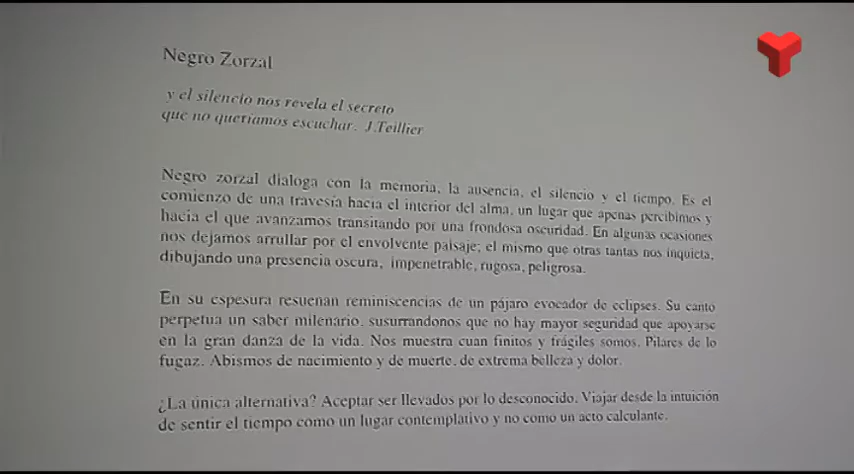 Negro Zorzal
y el silencio nos revela el secreto
que no queríamos escuchar. J.Teillier
Negro zorzal dialoga con la memoria, la ausencia, el silencio y el tiempo. Es el
comienzo de una travesía hacia el interior del alma, un lugar que apenas percibimos y
hacia el que avanzamos transitando por una frondosa oscuridad. En algunas ocasiones
nos dejamos arrullar por el envolvente paisaje; el mismo que otras tantas nos inquieta,
dibujando una presencia oscura, impenetrable, rugosa, peligrosa.
En su espesura resuenan reminiscencias de un pájaro evocador de eclipses. Su canto
perpetua un saber milenario, susurrandonos que no hay mayor seguridad que apoyarse
en la gran danza de la vida. Nos muestra cuan finitos y frágiles somos. Pilares de lo
fugaz. Abismos de nacimiento y de muerte, de extrema belleza y dolor.
¿La única alternativa? Aceptar ser llevados por lo desconocido. Viajar desde la intuición
de sentir el tiempo como un lugar contemplativo y no como un acto calculante.